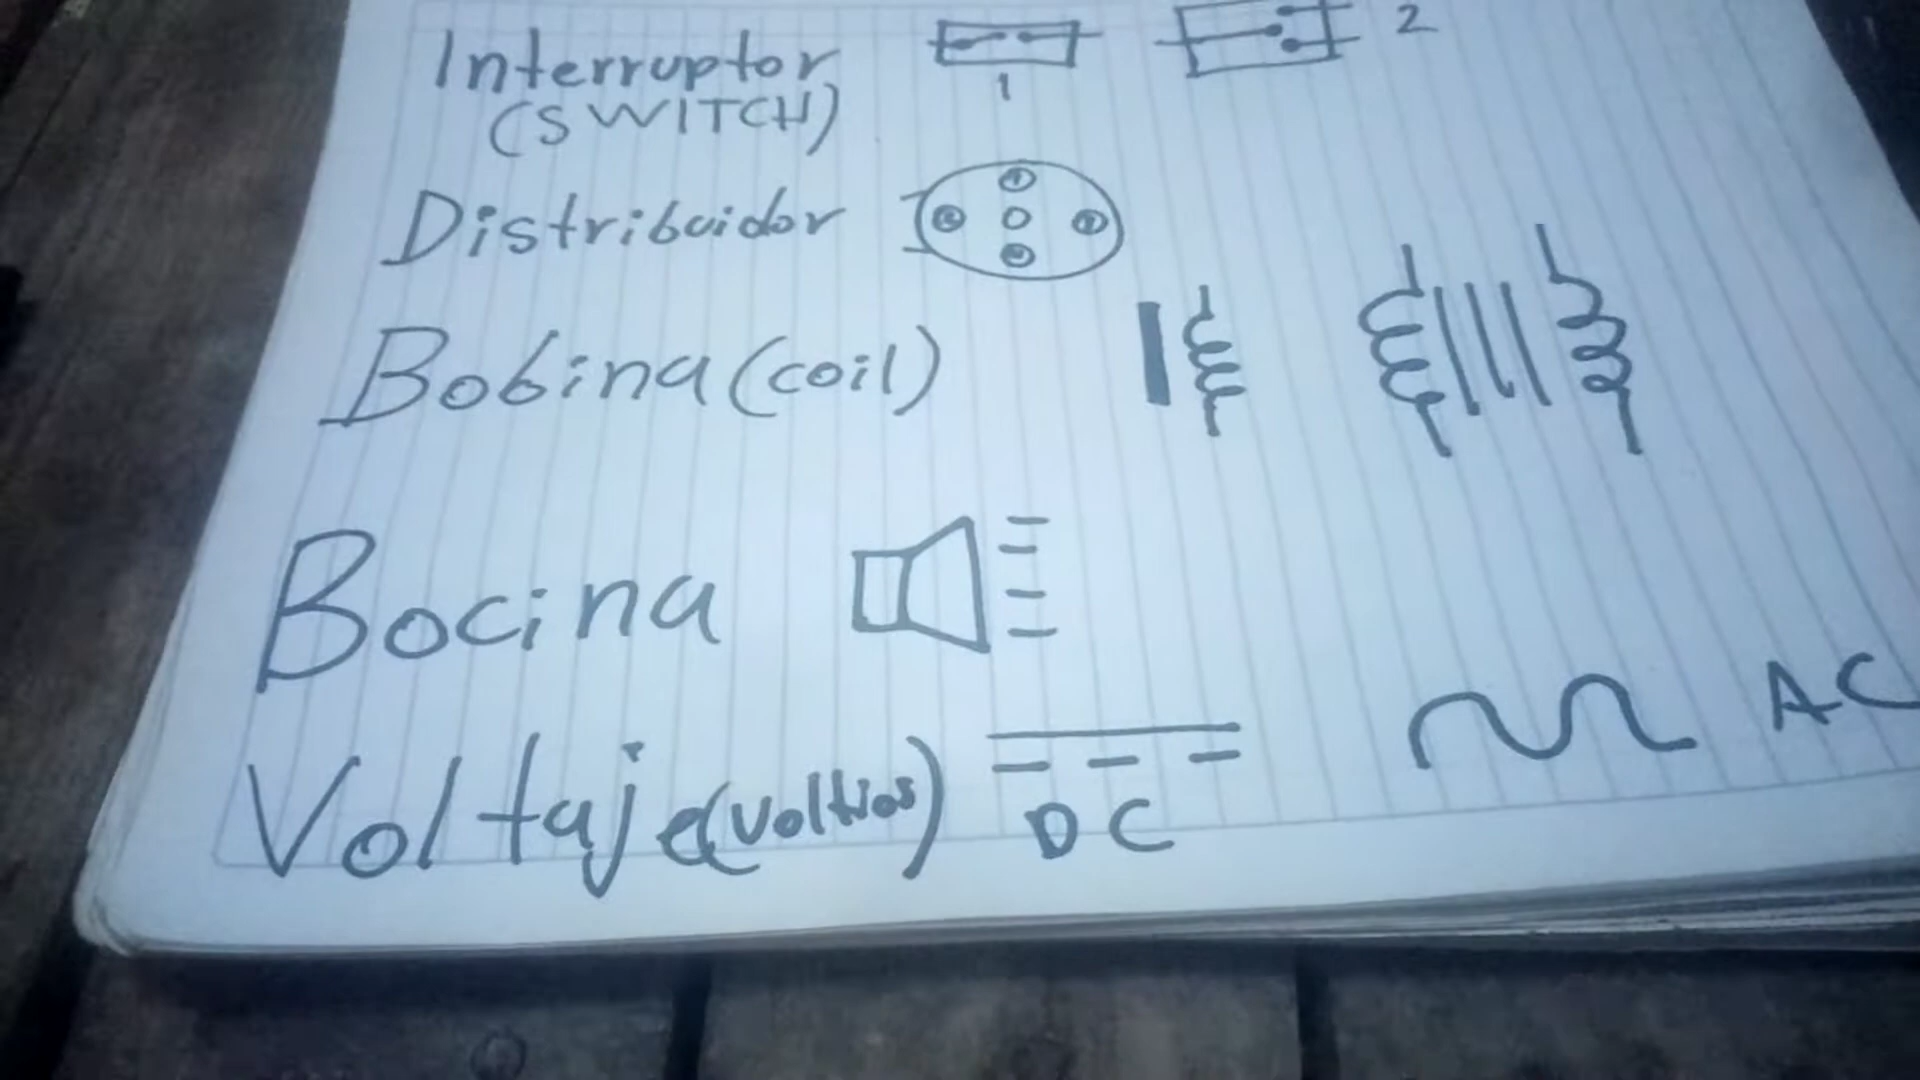 Interruptor 1 2
(SWITCH)
Distribuidor
Bobina (coil)
Bocina
Voltaje (voltios) DC AC